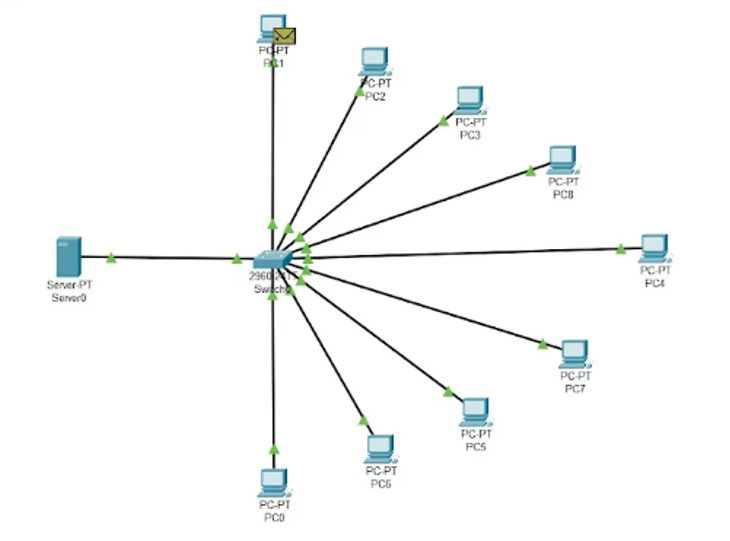 PC-PT
PC1
PC-PT
PC2
PC-PT
PC3
PC-PT
PC8
PC-PT
PC4
Server-PT
Server0
2960-24TT
Switch0
PC-PT
PC7
PC-PT
PC5
PC-PT
PC6
PC-PT
PC0